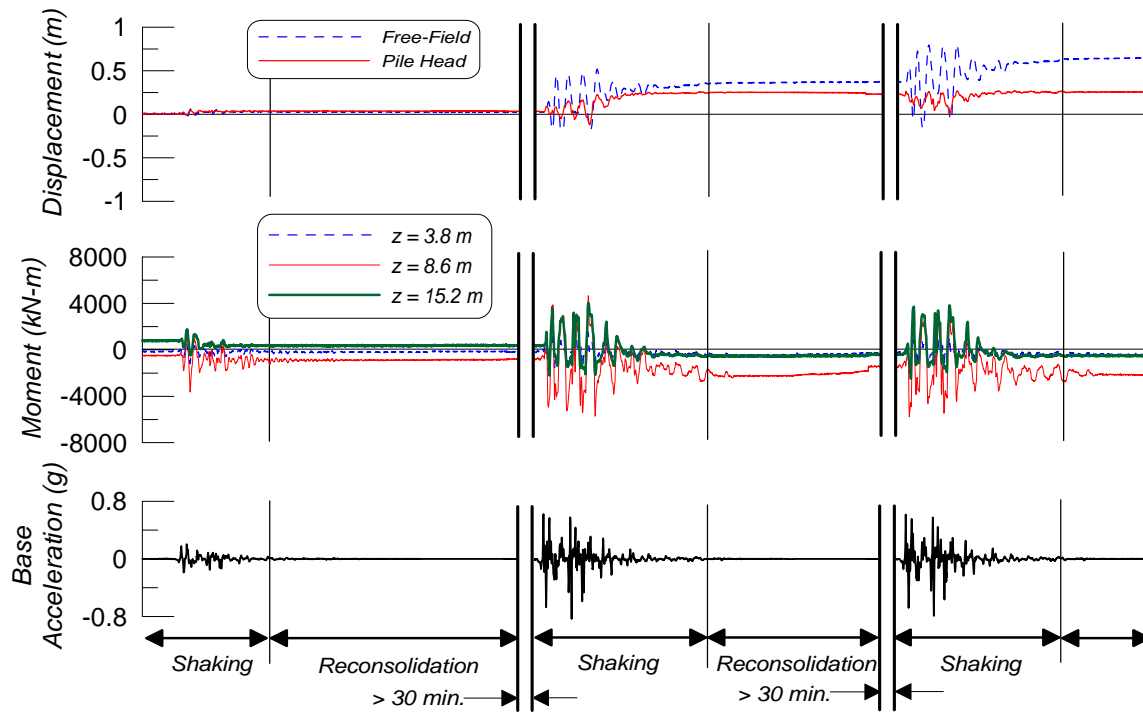 Displacement (m)
1
0.5
0
-0.5
-1
Free-Field
Pile Head
Moment (kN-m)
8000
4000
0
-4000
-8000
z = 3.8 m
z = 8.6 m
z = 15.2 m
Base
Acceleration (g)
0.8
0
-0.8
Shaking
Reconsolidation
> 30 min.
Shaking
Reconsolidation
> 30 min.
Shaking